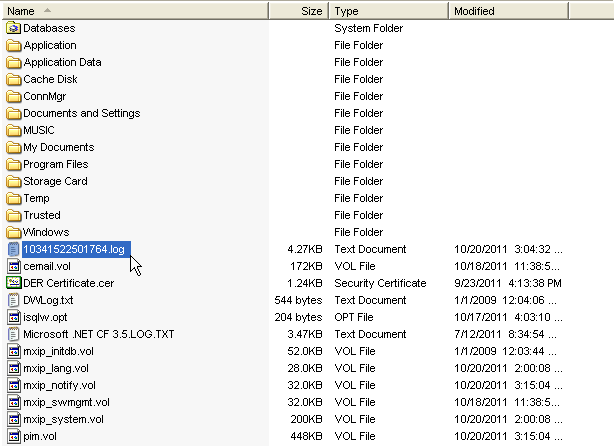 Name Size Type Modified
Databases System Folder
Application File Folder
Application Data File Folder
Cache Disk File Folder
ConnMgr File Folder
Documents and Settings File Folder
MUSIC File Folder
My Documents File Folder
Program Files File Folder
Storage Card File Folder
Temp File Folder
Trusted File Folder
Windows File Folder
10341522501764.log 4.27KB Text Document 10/20/2011 3:04:32 ...
cemail.vol 172KB VOL File 10/18/2011 11:38:5...
DER Certificate.cer 1.24KB Security Certificate 9/23/2011 4:13:38 PM
DWLog.txt 544 bytes Text Document 1/1/2009 12:04:06 ...
isqlw.opt 204 bytes OPT File 10/17/2011 4:03:10 ...
Microsoft .NET CF 3.5.LOG.TXT 3.47KB Text Document 7/12/2011 8:34:54 ...
mxip_initdb.vol 52.0KB VOL File 1/1/2009 12:03:44 ...
mxip_lang.vol 28.0KB VOL File 10/20/2011 2:00:08 ...
mxip_notify.vol 32.0KB VOL File 10/20/2011 3:15:04 ...
mxip_swmgmt.vol 32.0KB VOL File 10/18/2011 11:38:5...
mxip_system.vol 200KB VOL File 10/20/2011 2:00:08 ...
pim.vol 448KB VOL File 10/20/2011 3:15:04 ...